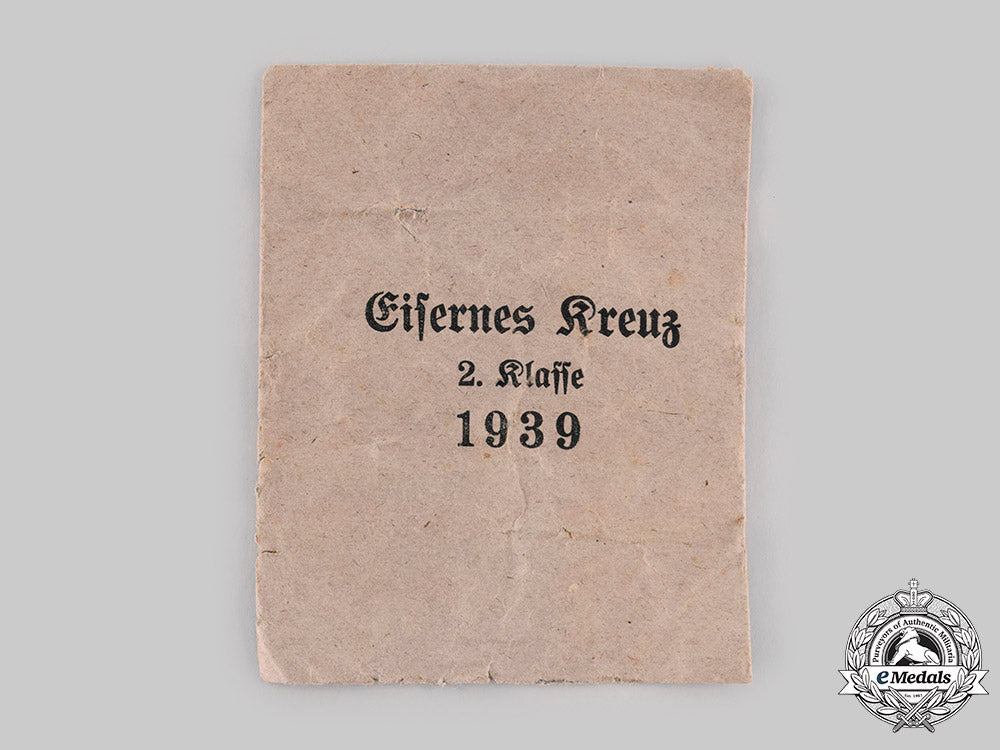 Eiſernes Kreuz
2. Klaſſe
1939
Purveyors of Authentic Militaria
eMedals